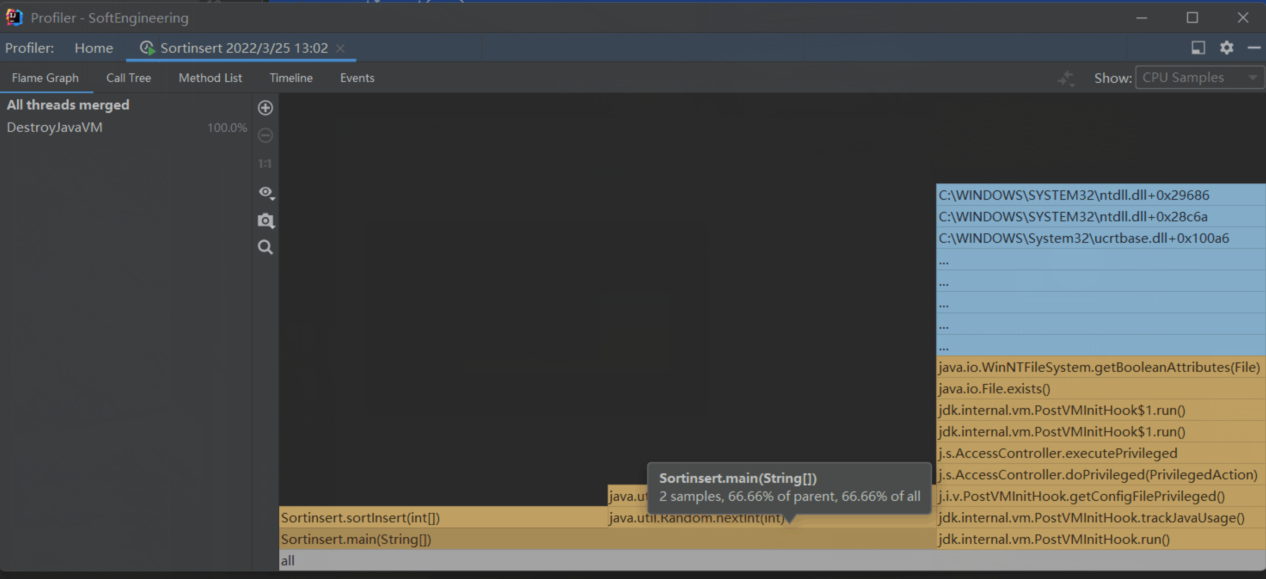 Profiler - SoftEngineering
Profiler: Home Sortinsert 2022/3/25 13:02
Flame Graph Call Tree Method List Timeline Events Show: CPU Samples
All threads merged
DestroyJavaVM 100.0%
1:1
C:\WINDOWS\SYSTEM32\ntdll.dll+0x29686
C:\WINDOWS\SYSTEM32\ntdll.dll+0x28c6a
C:\WINDOWS\System32\ucrtbase.dll+0x100a6
...
...
...
...
...
java.io.WinNTFileSystem.getBooleanAttributes(File)
java.io.File.exists()
jdk.internal.vm.PostVMInitHook$1.run()
jdk.internal.vm.PostVMInitHook$1.run()
j.s.AccessController.executePrivileged
j.s.AccessController.doPrivileged(PrivilegedAction)
Sortinsert.main(String[])
2 samples, 66.66% of parent, 66.66% of all
java.ut j.i.v.PostVMInitHook.getConfigFilePrivileged()
Sortinsert.sortInsert(int[]) java.util.Random.nextInt(int) jdk.internal.vm.PostVMInitHook.trackJavaUsage()
Sortinsert.main(String[]) jdk.internal.vm.PostVMInitHook.run()
all